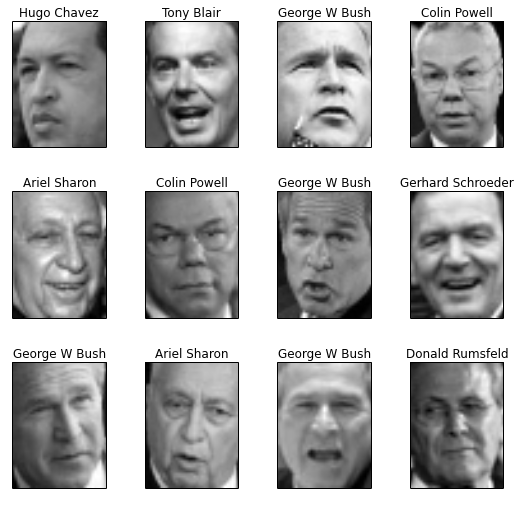 Hugo Chavez
Tony Blair
George W Bush
Colin Powell
Ariel Sharon
Colin Powell
George W Bush
Gerhard Schroeder
George W Bush
Ariel Sharon
George W Bush
Donald Rumsfeld